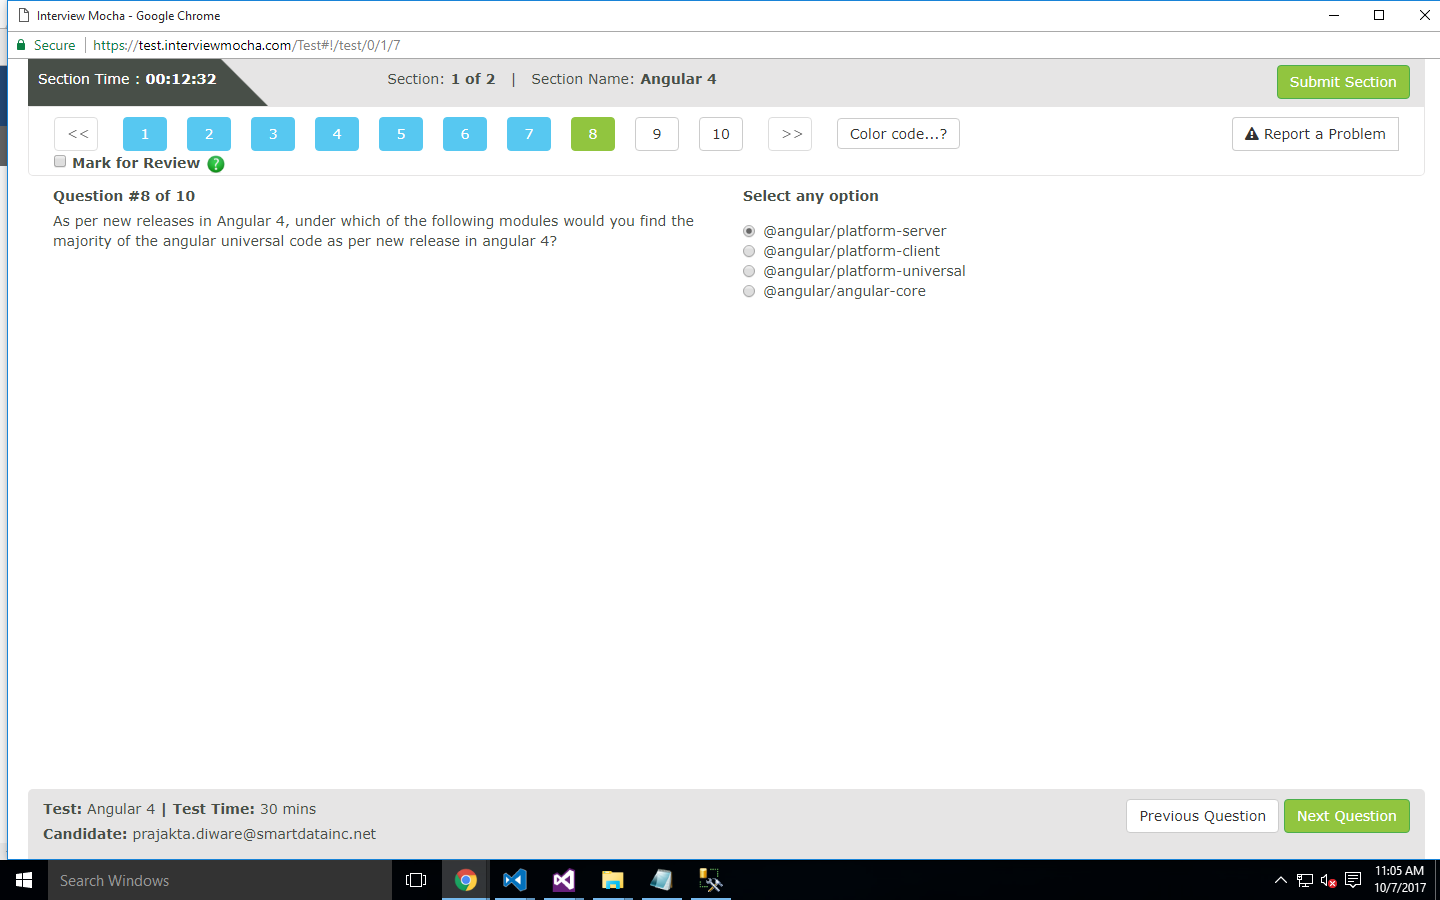 Interview Mocha - Google Chrome
Secure | https://test.interviewmocha.com/Test#!/test/0/1/7
Section Time : 00:12:32
Section: 1 of 2 | Section Name: Angular 4
Submit Section
<< 1 2 3 4 5 6 7 8 9 10 >> Color code...? Report a Problem
Mark for Review ?
Question #8 of 10
As per new releases in Angular 4, under which of the following modules would you find the
majority of the angular universal code as per new release in angular 4?
Select any option
@angular/platform-server
@angular/platform-client
@angular/platform-universal
@angular/angular-core
Test: Angular 4 | Test Time: 30 mins
Candidate: prajakta.diware@smartdatainc.net
Previous Question
Next Question
Search Windows
11:05 AM
10/7/2017